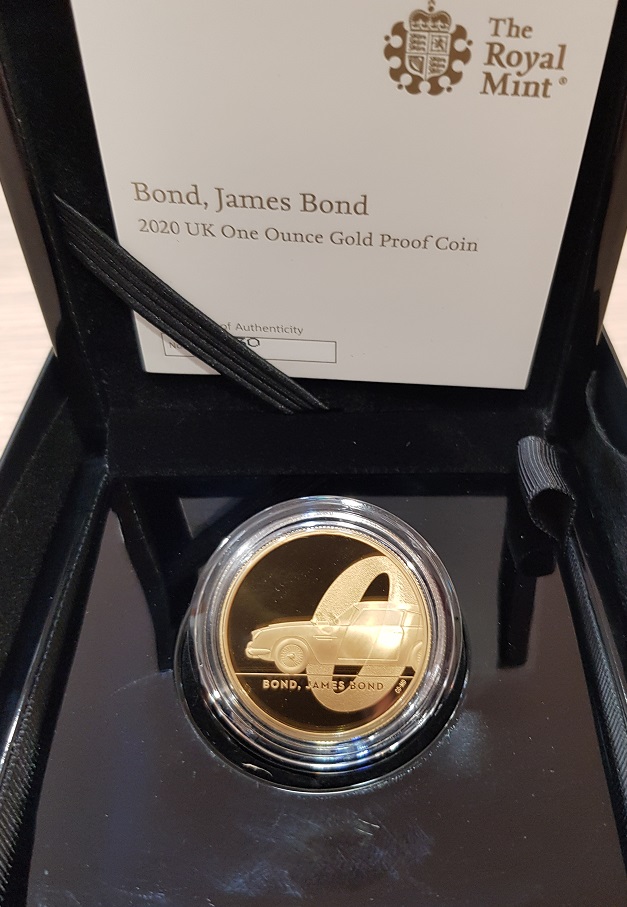 The
Royal
Mint®
Bond, James Bond
2020 UK One Ounce Gold Proof Coin
of Authenticity
BOND, JAMES BOND